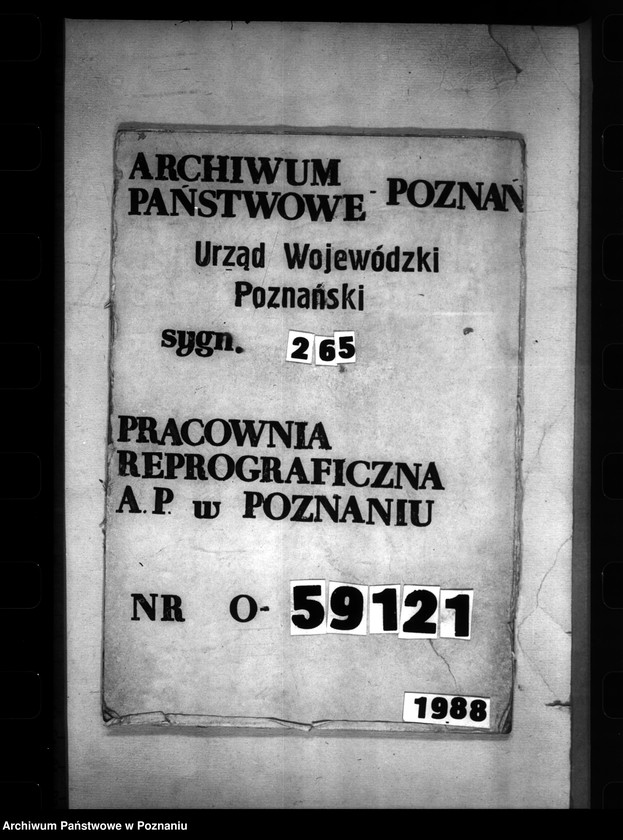 ARCHIWUM
PAŃSTWOWE - POZNAŃ
Urząd Wojewódzki
Poznański
sygn. 265
PRACOWNIA
REPROGRAFICZNA
A.P. w POZNANIU
NR O-59121
1988
Archiwum Państwowe w Poznaniu